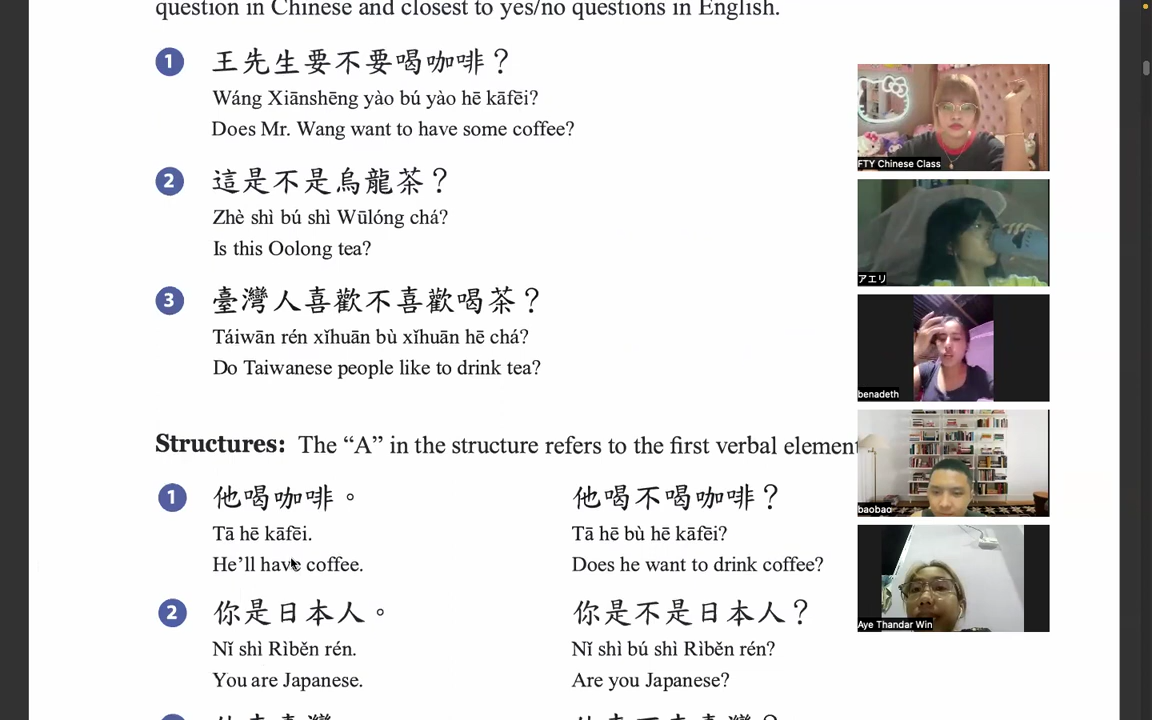 question in Chinese and closest to yes/no questions in English.
1 王先生要不要喝咖啡？
Wáng Xiānshēng yào bú yào hē kāfēi?
Does Mr. Wang want to have some coffee?
2 這是不是烏龍茶？
Zhè shì bú shì Wūlóng chá?
Is this Oolong tea?
3 臺灣人喜歡不喜歡喝茶？
Táiwān rén xǐhuān bù xǐhuān hē chá?
Do Taiwanese people like to drink tea?
Structures: The “A” in the structure refers to the first verbal element
1 他喝咖啡。 他喝不喝咖啡？
Tā hē kāfēi. Tā hē bù hē kāfēi?
He’ll have coffee. Does he want to drink coffee?
2 你是日本人。 你是不是日本人？
Nǐ shì Rìběn rén. Nǐ shì bú shì Rìběn rén?
You are Japanese. Are you Japanese?
FTY Chinese Class
アエリ
benadeth
baobao
Aye Thandar Win